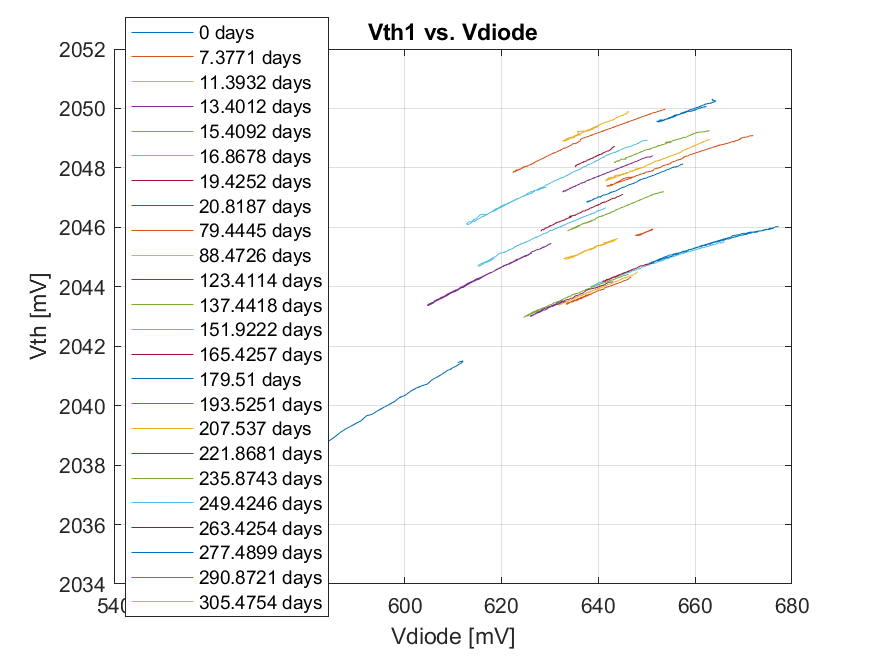 Vth1 vs. Vdiode
0 days
7.3771 days
11.3932 days
13.4012 days
15.4092 days
16.8678 days
19.4252 days
20.8187 days
79.4445 days
88.4726 days
123.4114 days
137.4418 days
151.9222 days
165.4257 days
179.51 days
193.5251 days
207.537 days
221.8681 days
235.8743 days
249.4246 days
263.4254 days
277.4899 days
290.8721 days
305.4754 days
Vth [mV]
2052
2050
2048
2046
2044
2042
2040
2038
2036
2034
600
620
640
660
680
Vdiode [mV]